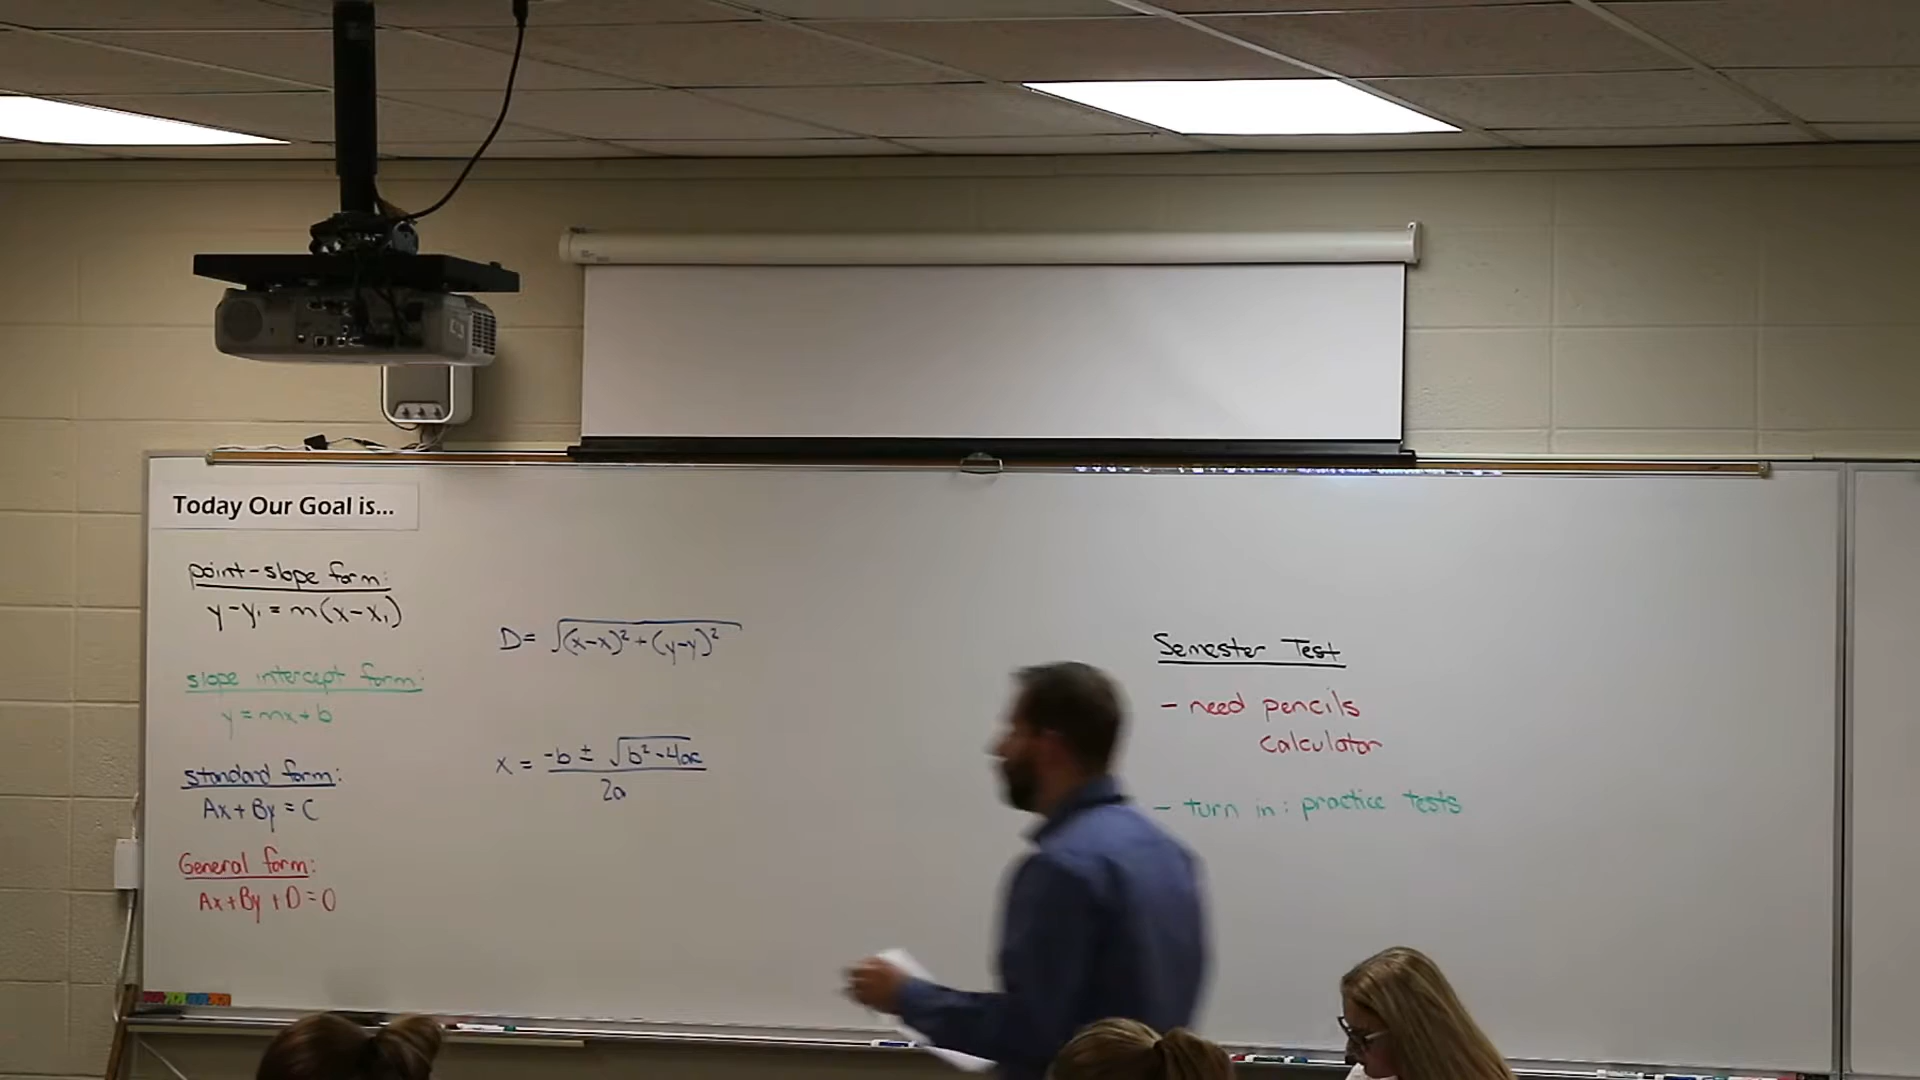 Today Our Goal is...
point-slope form:
y-y₁ = m(x-x₁)
slope intercept form:
y = mx+b
standard form:
Ax+By = C
General form:
Ax+By+D=0
D= √(x-x)²+(y-y)²
x = -b ± √b²-4ac
2a
Semester Test
- need pencils
calculator
- turn in: practice tests